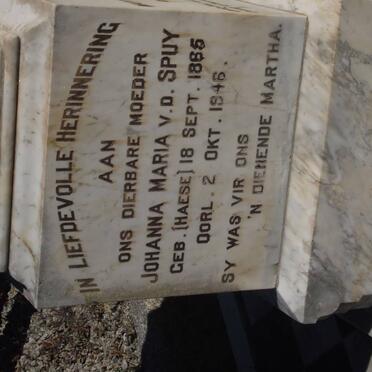 IN LIEFDEVOLLE HERINNERING
AAN
ONS DIERBARE MOEDER
JOHANNA MARIA V.D. SPUY
GEB. (HAESE) 18 SEPT. 1885
OORL. 2 OKT. 1946.
SY WAS VIR ONS
'N DIENENDE MARTHA.